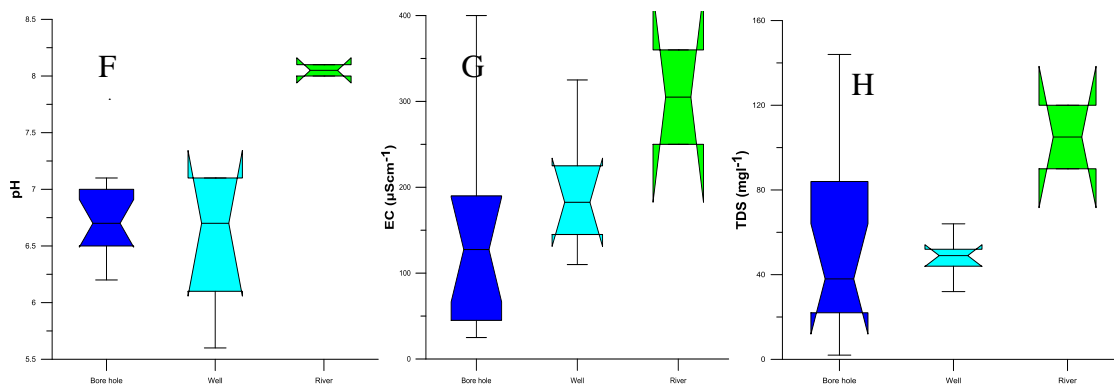 F
8.5
8
7.5
7
6.5
6
5.5
pH
Bore hole
Well
River
G
400
300
200
100
0
EC (µScm⁻¹)
Bore hole
Well
River
H
160
120
80
40
0
TDS (mgl⁻¹)
Bore hole
Well
River